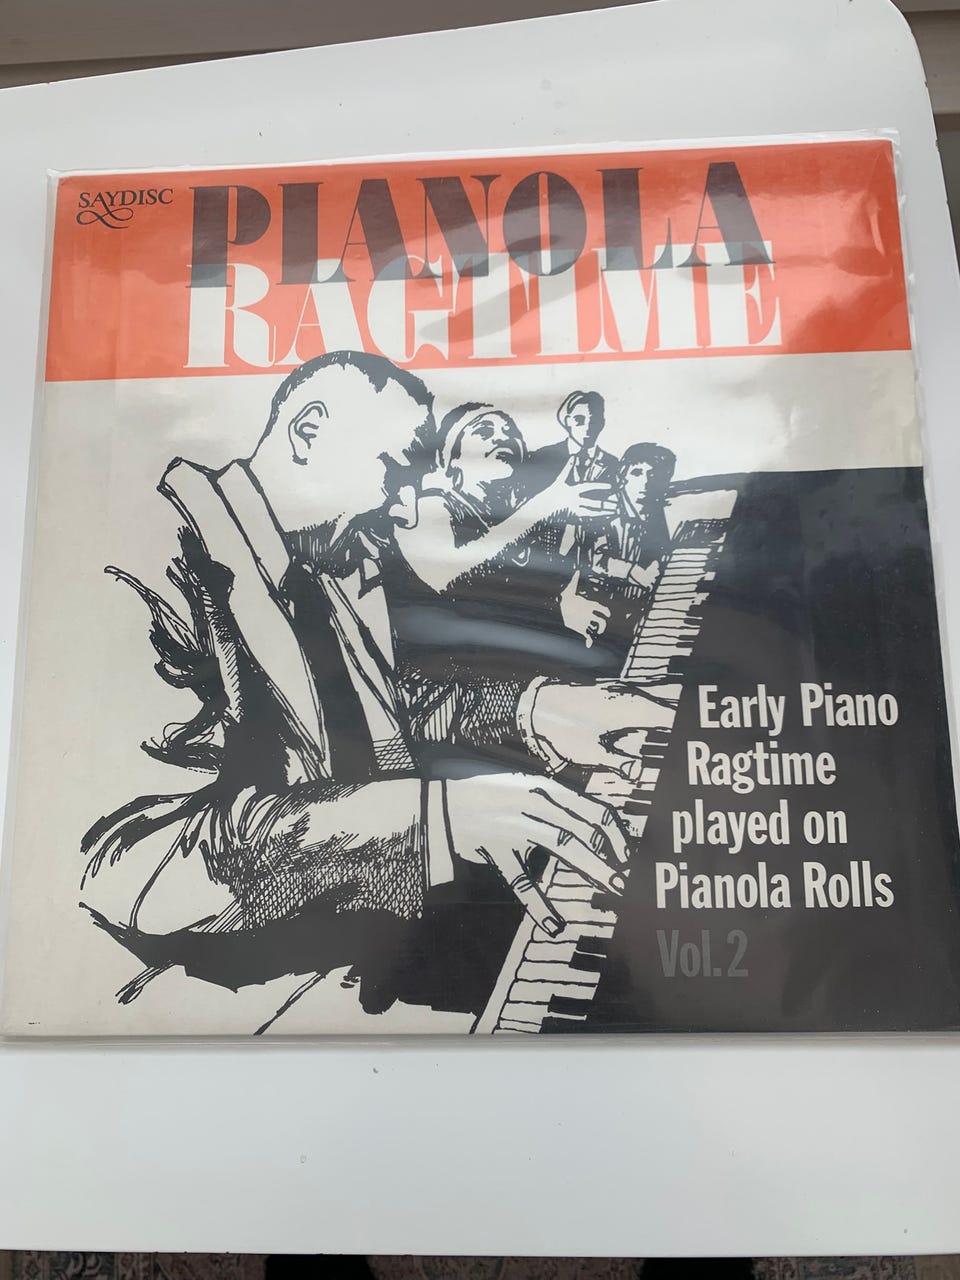 SAYDISC
PIANOLA
RAGTIME
Early Piano
Ragtime
played on
Pianola Rolls
Vol.2